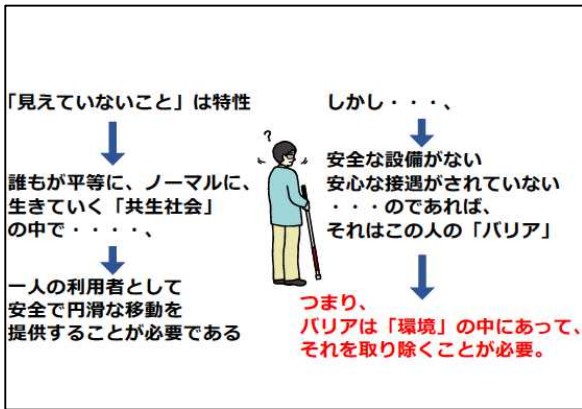 「見えていないこと」は特性
誰もが平等に、ノーマルに、
生きていく「共生社会」
の中で・・・・、
一人の利用者として
安全で円滑な移動を
提供することが必要である
?
しかし・・・、
安全な設備がない
安心な接遇がされていない
・・・のであれば、
それはこの人の「バリア」
つまり、
バリアは「環境」の中にあって、
それを取り除くことが必要。